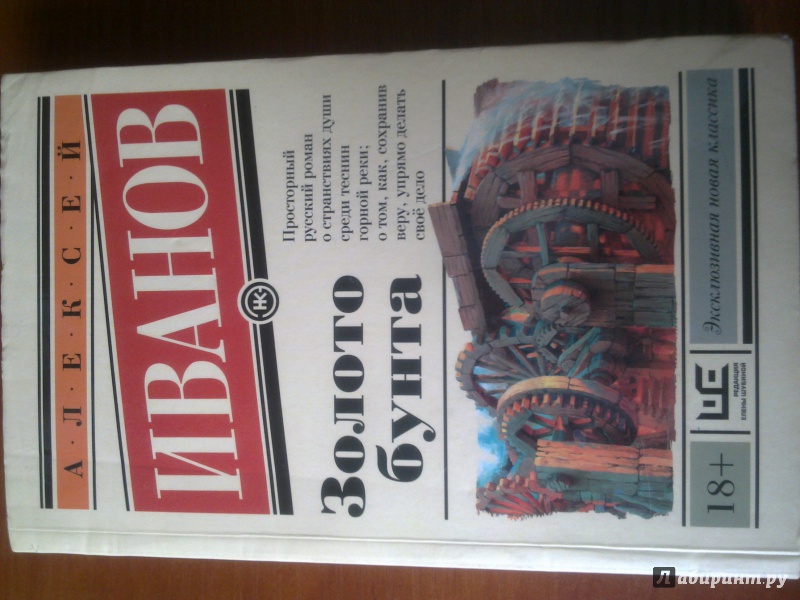 А·Л·Е·К·С·Е·Й
ИВАНОВ
НК
Золото
бунта
Просторный
русский роман
о странствиях души
среди теснин
горной реки;
о том, как, сохранив
веру, упрямо делать
своё дело
18+
РЕДАКЦИЯ
ЕЛЕНЫ ШУБИНОЙ
Эксклюзивная новая классика
Лабиринт.ру